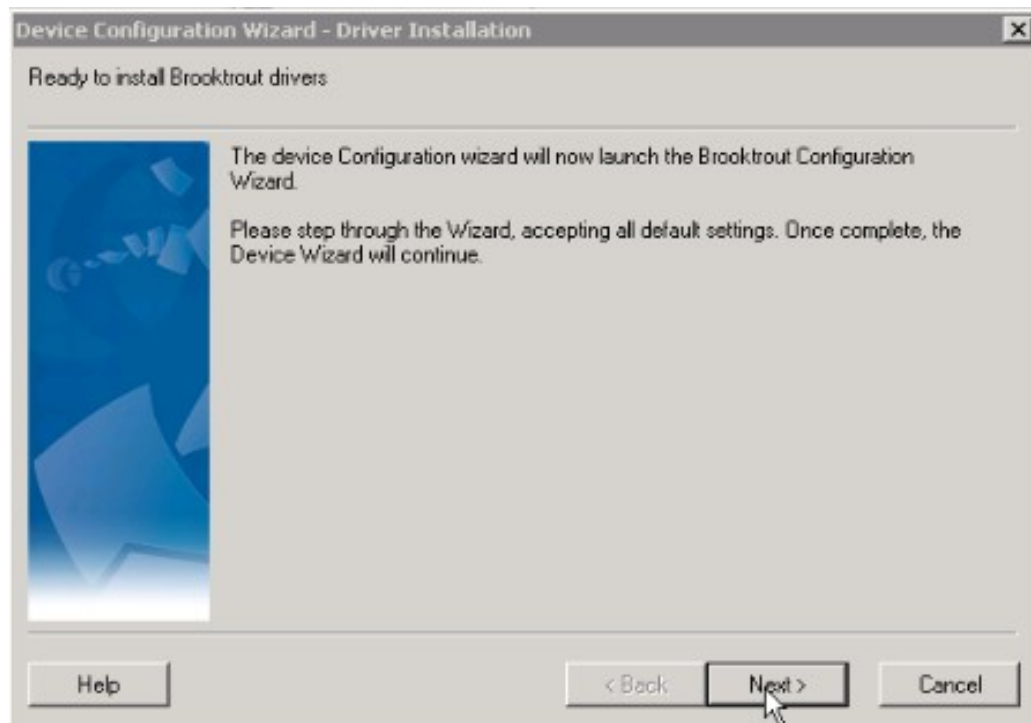 Device Configuration Wizard - Driver Installation
Ready to install Brooktrout drivers
The device Configuration wizard will now launch the Brooktrout Configuration
Wizard.
Please step through the Wizard, accepting all default settings. Once complete, the
Device Wizard will continue.
Help
< Back
Next >
Cancel